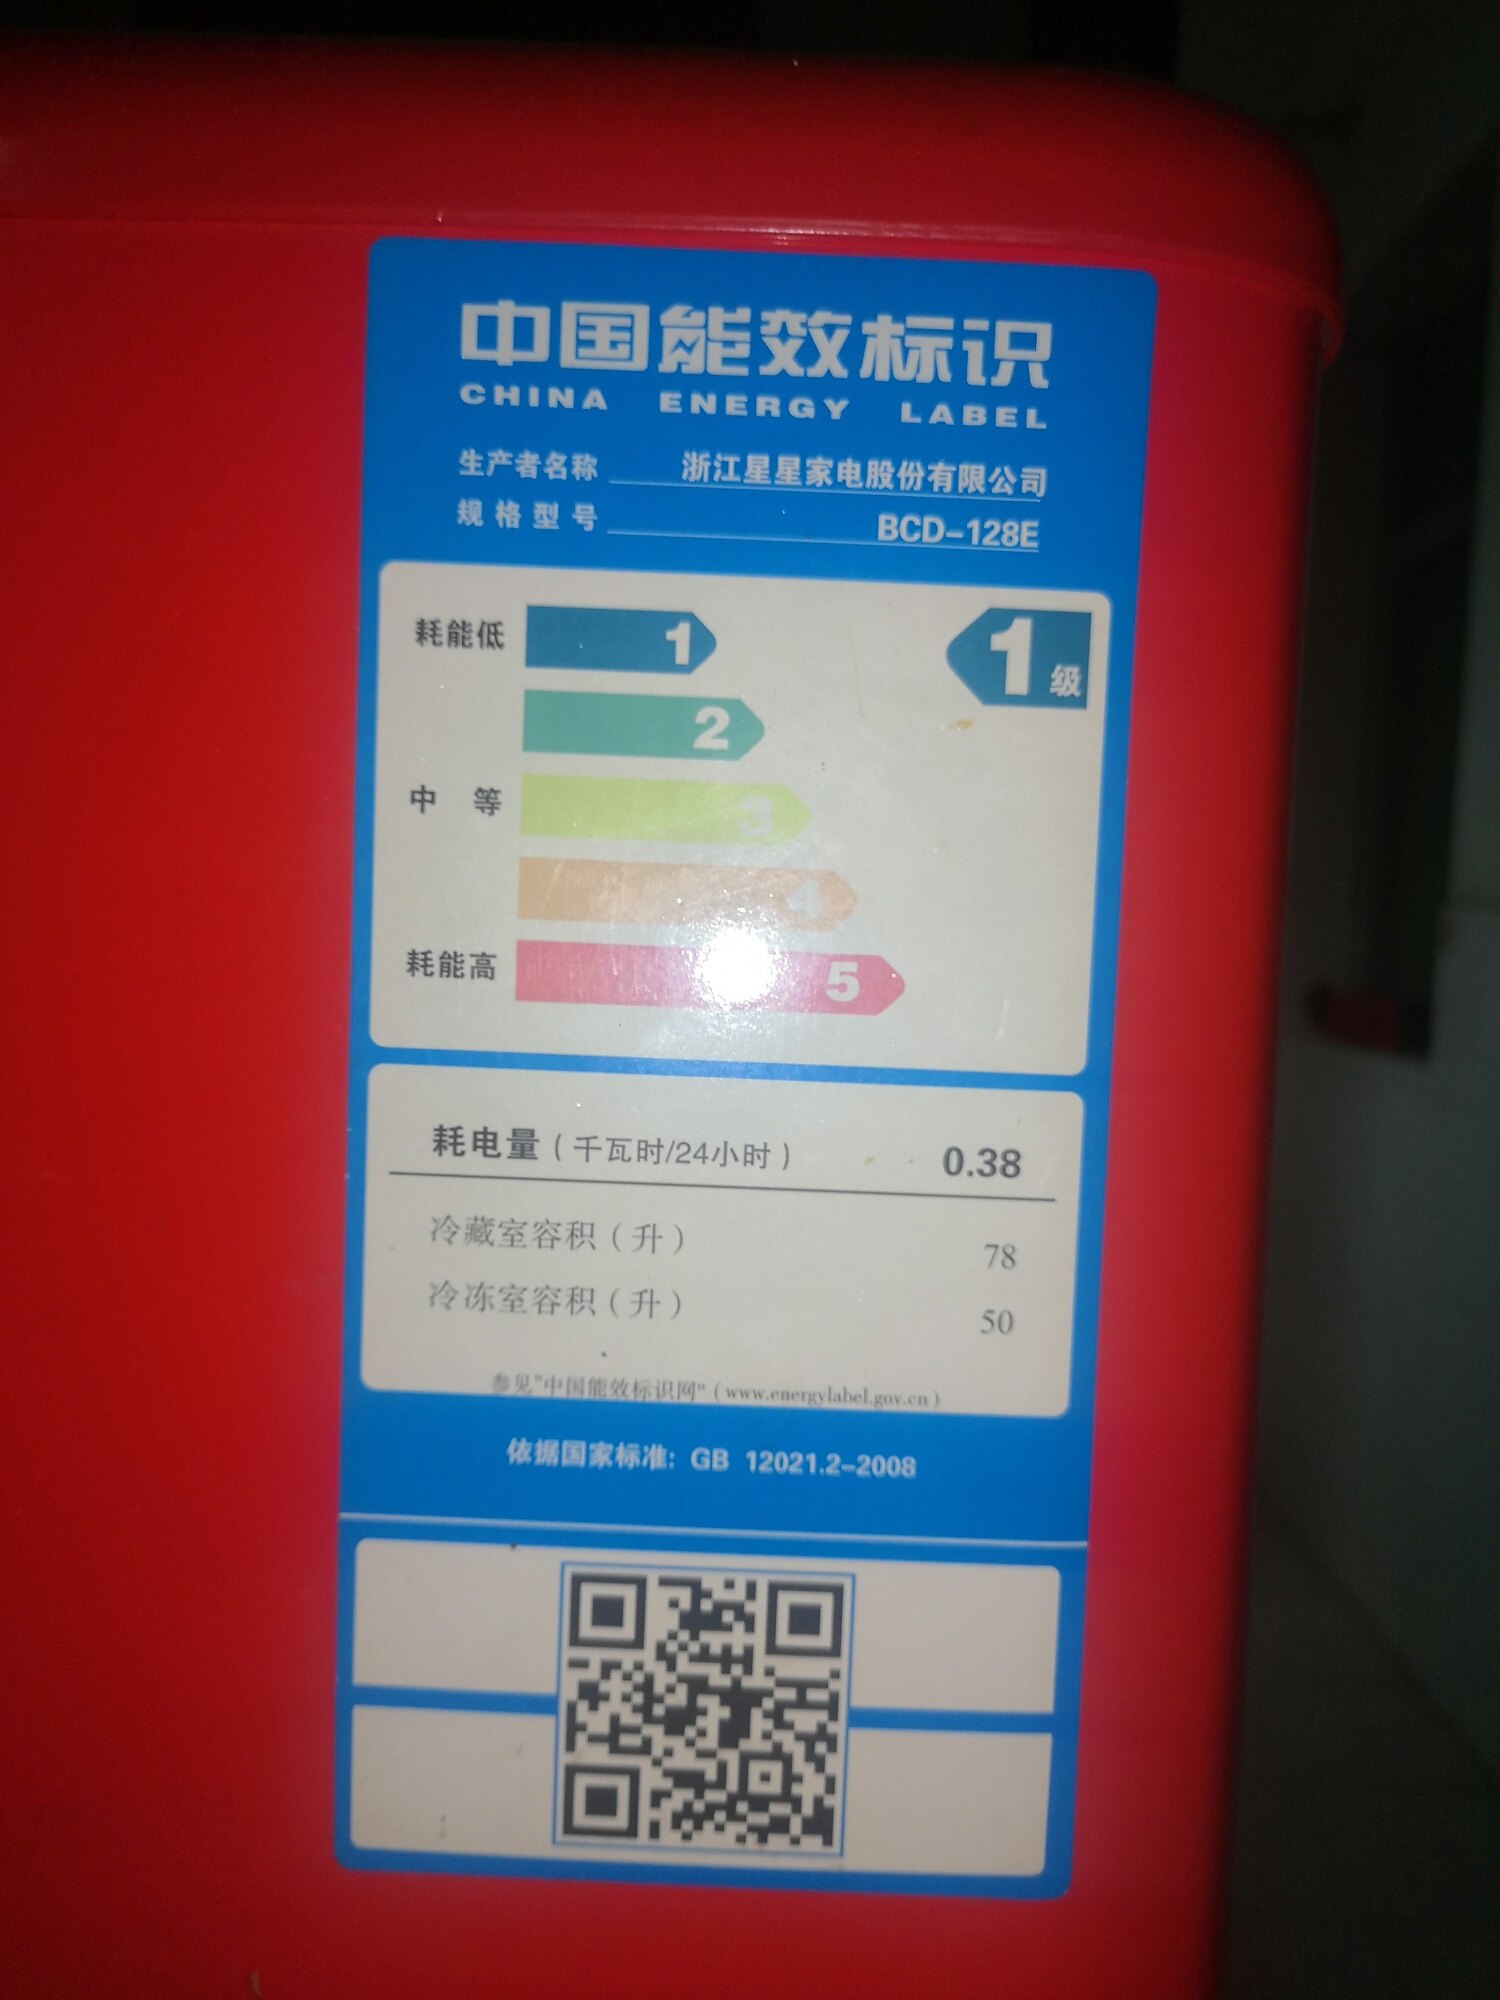 中国能效标识
CHINA ENERGY LABEL
生产者名称 浙江星星家电股份有限公司
规格型号 BCD-128E
耗能低 1 1级
2
中 等 3
4
耗能高 5
耗电量(千瓦时/24小时) 0.38
冷藏室容积(升) 78
冷冻室容积(升) 50
参见"中国能效标识网"(www.energylabel.gov.cn)
依据国家标准: GB 12021.2-2008